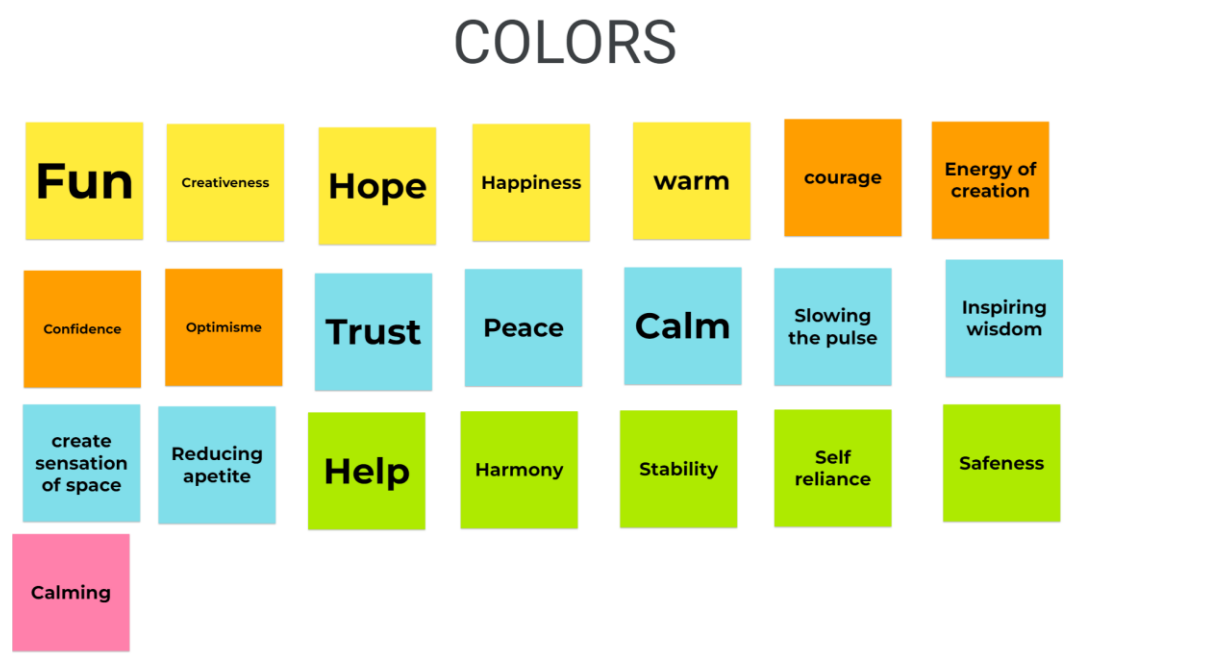 COLORS
Fun
Creativeness
Hope
Happiness
warm
courage
Energy of
creation
Confidence
Optimisme
Trust
Peace
Calm
Slowing
the pulse
Inspiring
wisdom
create
sensation
of space
Reducing
apetite
Help
Harmony
Stability
Self
reliance
Safeness
Calming